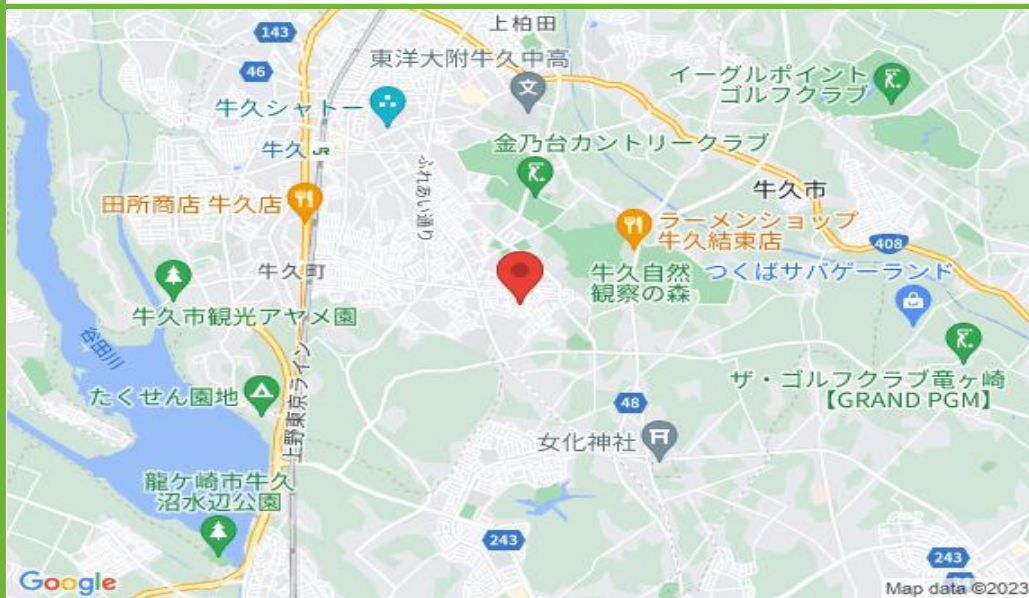 上柏田
143
東洋大附牛久中高
46
イーグルポイント
ゴルフクラブ
牛久シャトー
牛久
JR
金乃台カントリークラブ
ふれあい通り
牛久市
田所商店 牛久店
ラーメンショップ
牛久結束店
408
牛久町
牛久自然
観察の森
つくばサバゲーランド
牛久市観光アヤメ園
谷田川
上野東京ライン
ザ・ゴルフクラブ竜ヶ崎
【GRAND PGM】
たくせん園地
48
女化神社
龍ケ崎市牛久
沼水辺公園
243
243
Google
Map data ©2023